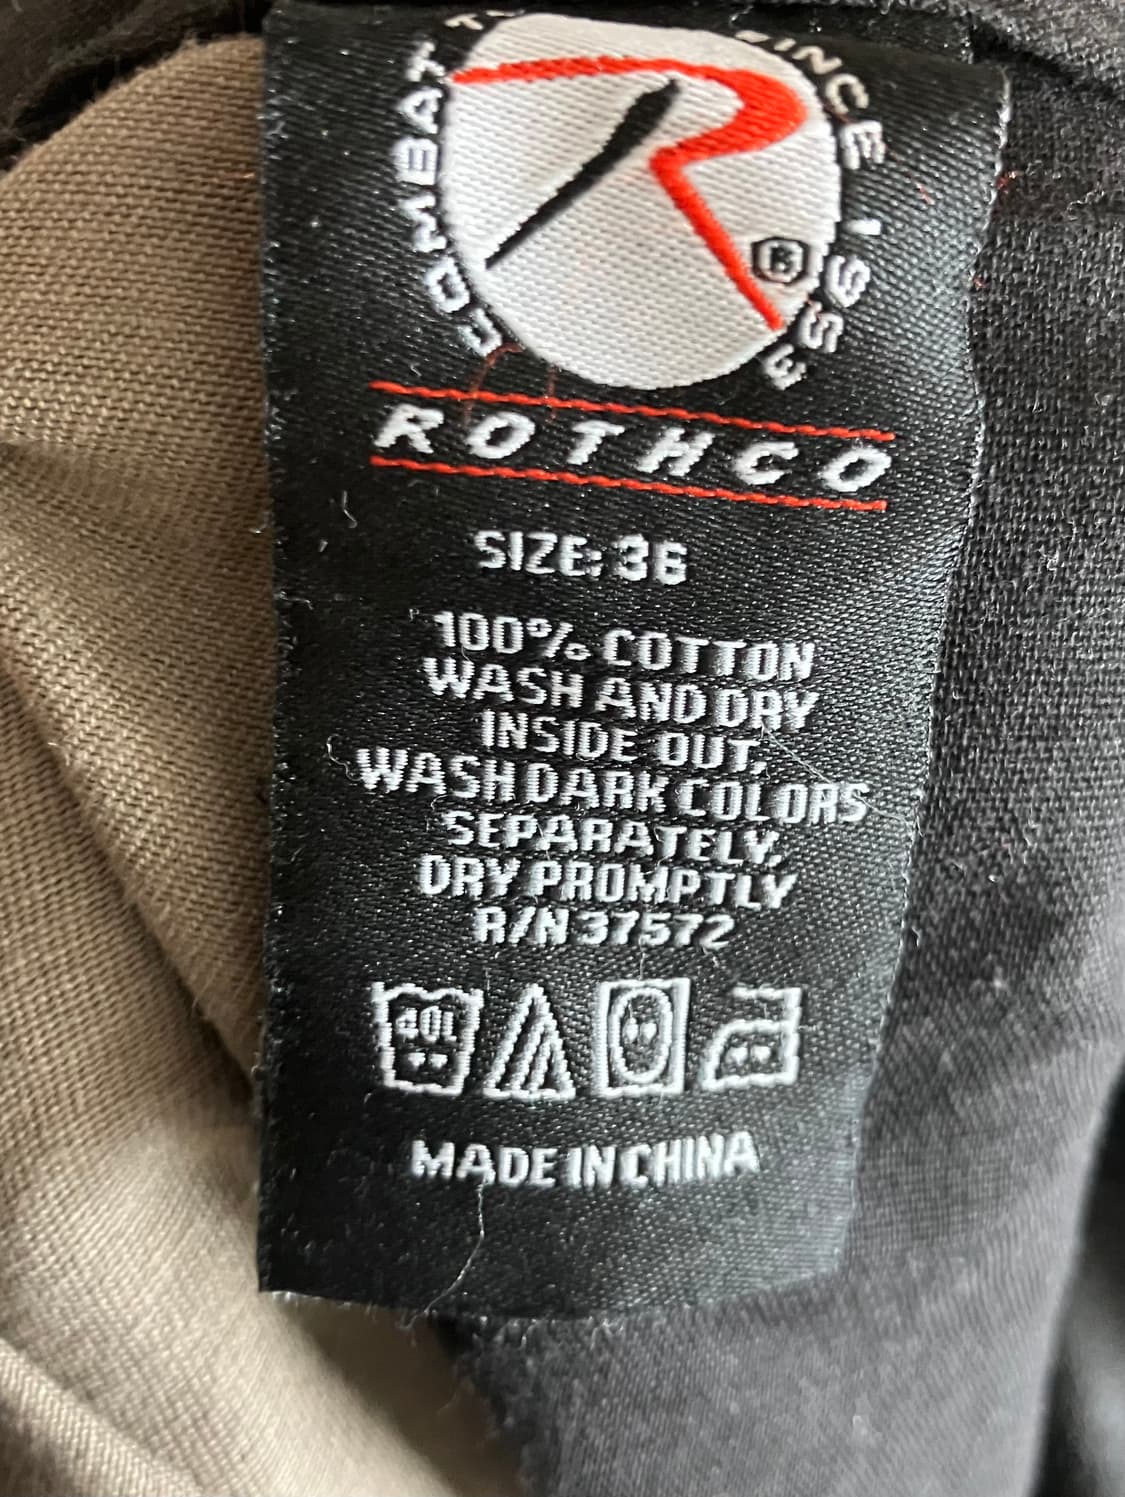 COMBAT
SINCE 1953
R
®
ROTHCO
SIZE: 36
100% COTTON
WASH AND DRY
INSIDE OUT,
WASH DARK COLORS
SEPARATELY,
DRY PROMPTLY
R/N 37572
MADE IN CHINA